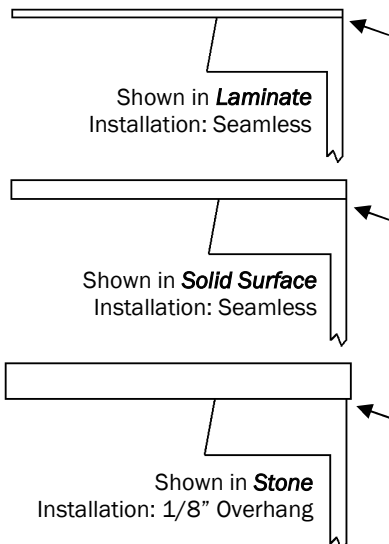 Shown in Laminate
Installation: Seamless
Shown in Solid Surface
Installation: Seamless
Shown in Stone
Installation: 1/8” Overhang